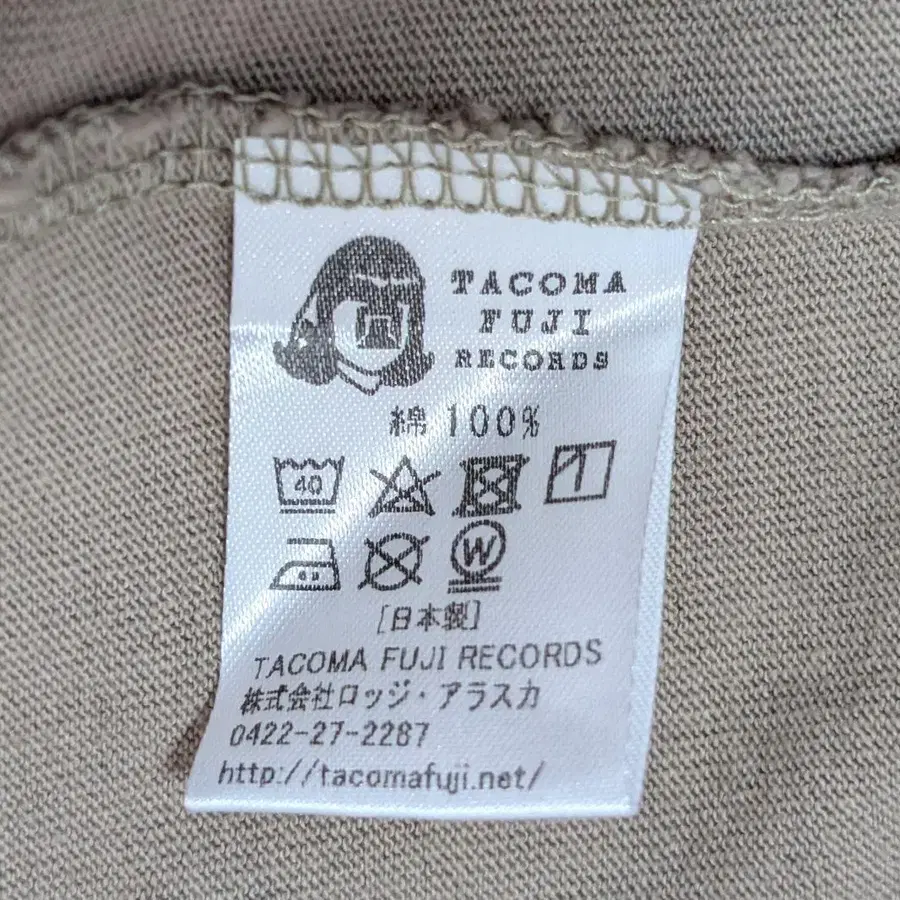 TACOMA
FUJI
RECORDS
綿 100%
40
W
[日本製]
TACOMA FUJI RECORDS
株式会社ロッジ・アラスカ
0422-27-2287
http://tacomafuji.net/